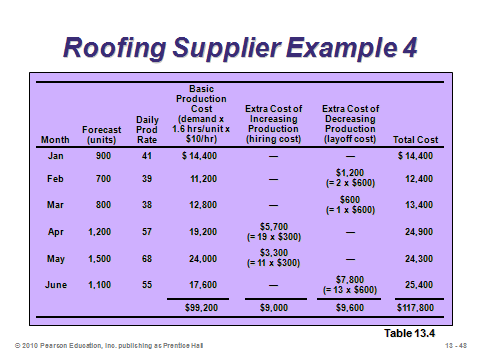 Roofing Supplier Example 4
Month
Forecast
(units)
Daily
Prod
Rate
Basic
Production
Cost
(demand x
1.6 hrs/unit x
$10/hr)
Extra Cost of
Increasing
Production
(hiring cost)
Extra Cost of
Decreasing
Production
(layoff cost)
Total Cost
Jan 900 41 $ 14,400 — — $ 14,400
Feb 700 39 11,200 — $1,200 (= 2 x $600) 12,400
Mar 800 38 12,800 — $600 (= 1 x $600) 13,400
Apr 1,200 57 19,200 $5,700 (= 19 x $300) — 24,900
May 1,500 68 24,000 $3,300 (= 11 x $300) — 24,300
June 1,100 55 17,600 — $7,800 (= 13 x $600) 25,400
$99,200 $9,000 $9,600 $117,800
Table 13.4
© 2010 Pearson Education, Inc. publishing as Prentice Hall
13 - 48